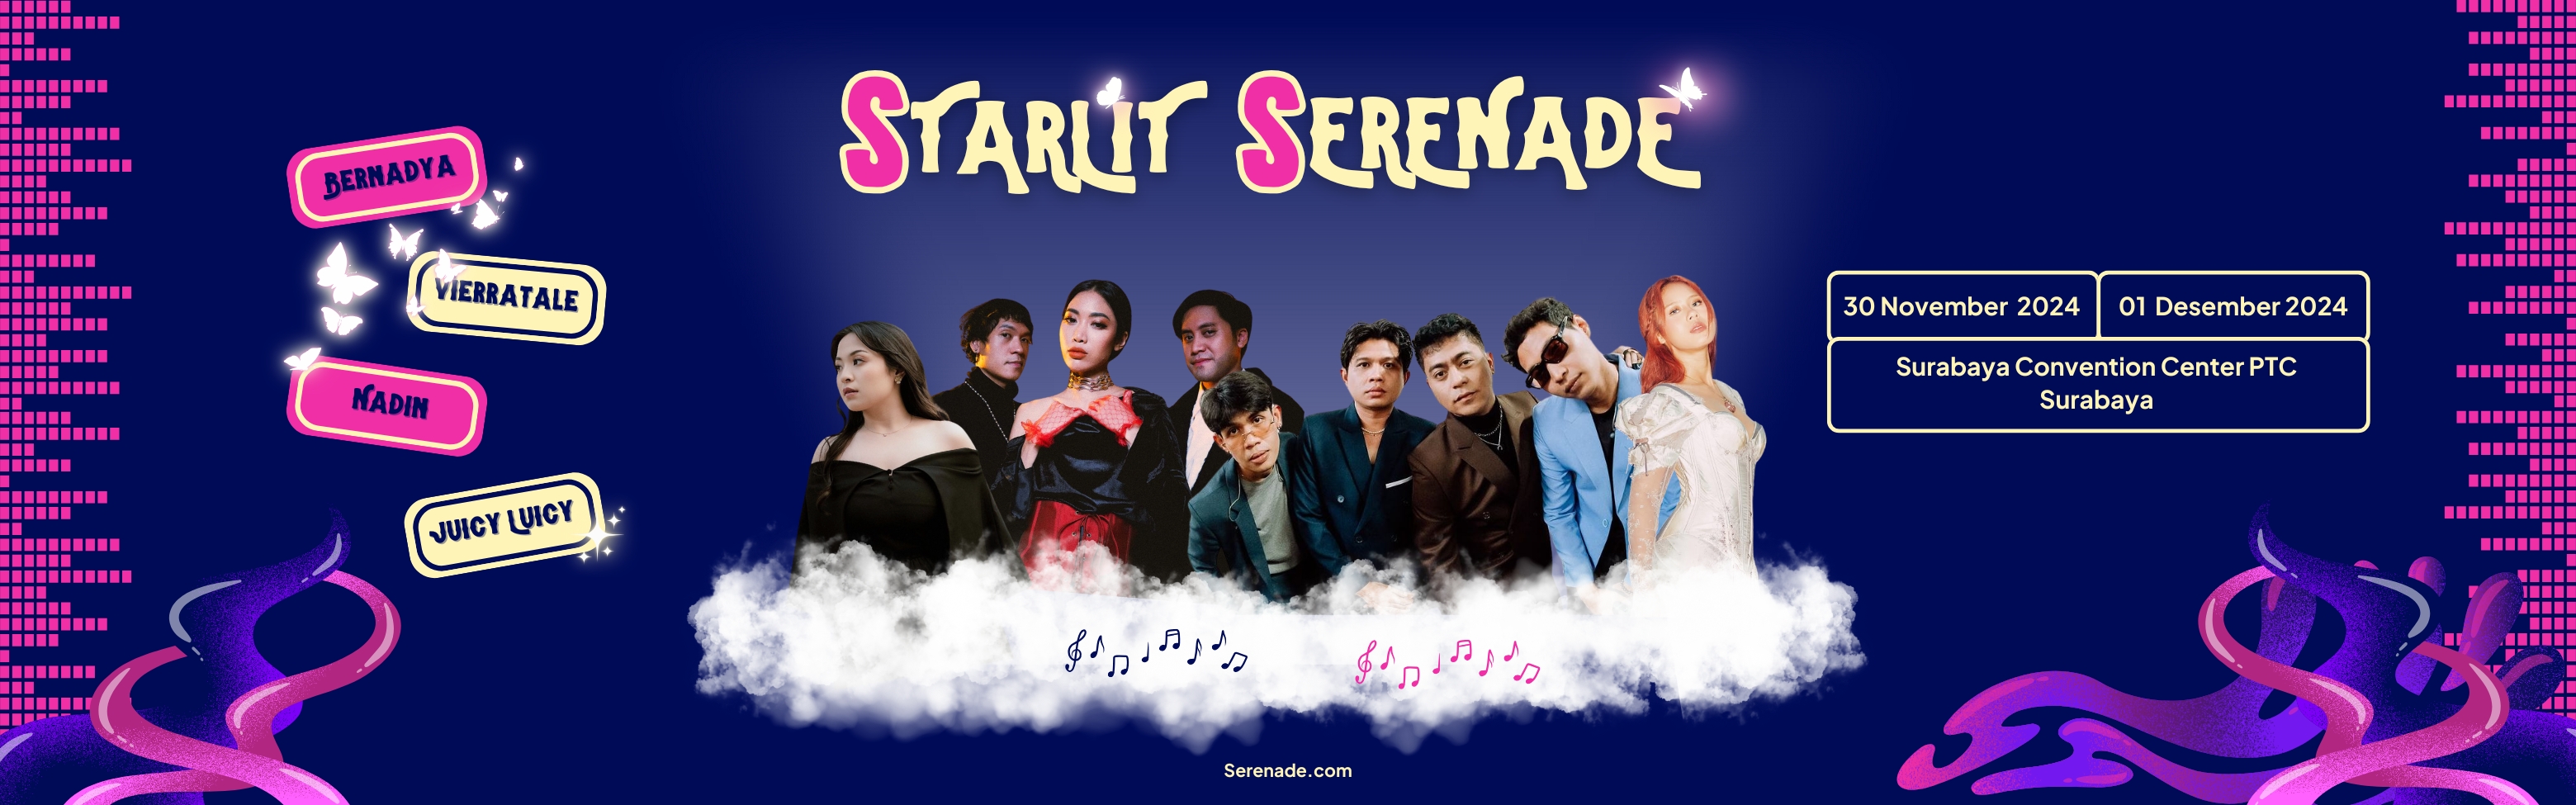 STARLIT SERENADE
BERNADYA
VIERRATALE
NADIN
JUICY LUICY
30 November 2024
01 Desember 2024
Surabaya Convention Center PTC
Surabaya
Serenade.com